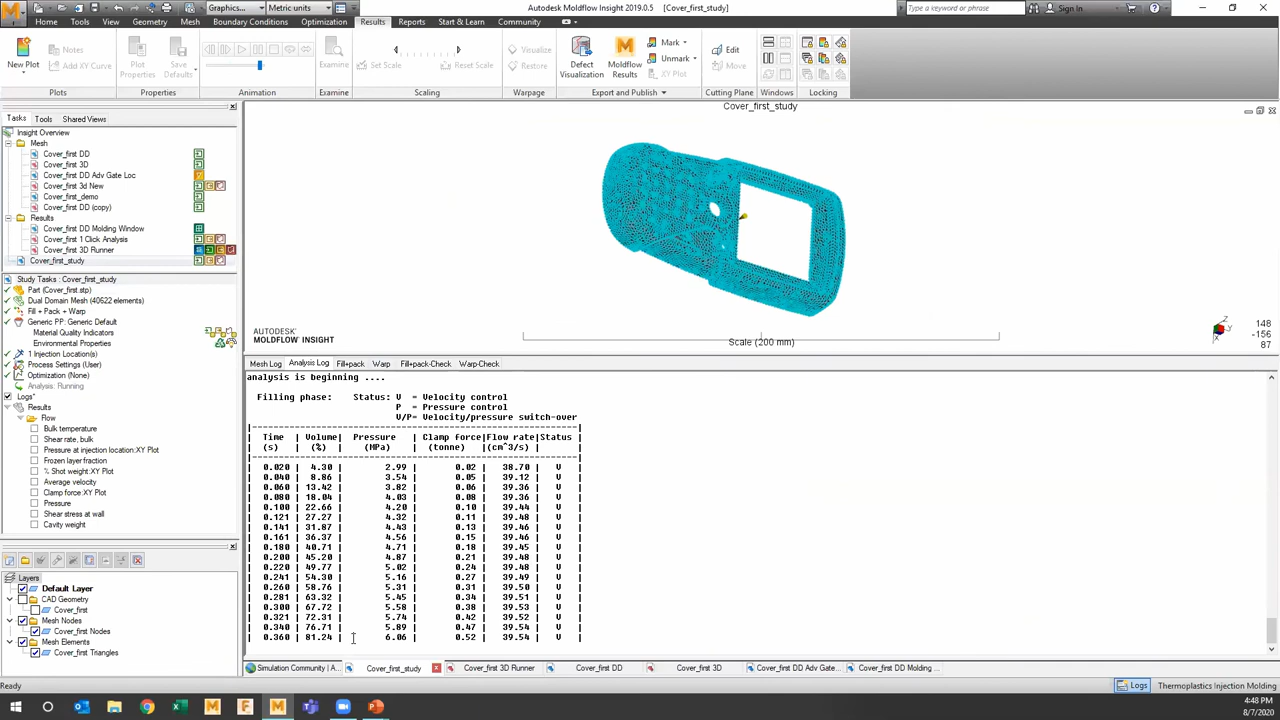 Graphics...
Metric units
Autodesk Moldflow Insight 2019.0.5
[Cover_first_study]
Type a keyword or phrase
Sign In
Home
Tools
View
Geometry
Mesh
Boundary Conditions
Optimization
Results
Reports
Start & Learn
Community
New Plot
Notes
Add XY Curve
Plots
Plot Properties
Save Defaults
Properties
Animation
Examine
Examine
Set Scale
Reset Scale
Scaling
Visualize
Restore
Warpage
Defect Visualization
Moldflow Results
Mark
Unmark
XY Plot
Export and Publish
Edit
Move
Cutting Plane
Windows
Locking
Tasks
Tools
Shared Views
Cover_first_study
Insight Overview
Mesh
Cover_first DD
Cover_first 3D
Cover_first DD Adv Gate Loc
Cover_first 3d New
Cover_first_demo
Cover_first DD (copy)
Results
Cover_first DD Molding Window
Cover_first 1 Click Analysis
Cover_first 3D Runner
Cover_first_study
Study Tasks : Cover_first_study
Part (Cover_first.stp)
Dual Domain Mesh (40622 elements)
Fill + Pack + Warp
Generic PP: Generic Default
Material Quality Indicators
Environmental Properties
1 Injection Location(s)
Process Settings (User)
Optimization (None)
Analysis: Running
Logs*
Results
Flow
Bulk temperature
Shear rate, bulk
Pressure at injection location:XY Plot
Frozen layer fraction
% Shot weight:XY Plot
Average velocity
Clamp force:XY Plot
Pressure
Shear stress at wall
Cavity weight
Layers
Default Layer
CAD Geometry
Cover_first
Mesh Nodes
Cover_first Nodes
Mesh Elements
Cover_first Triangles
AUTODESK
MOLDFLOW INSIGHT
Scale (200 mm)
Z
Y
X
148
-156
87
Mesh Log
Analysis Log
Fill+pack
Warp
Fill+pack-Check
Warp-Check
analysis is beginning ....
Filling phase: Status: V = Velocity control
P = Pressure control
V/P= Velocity/pressure switch-over
|--------------------------------------------------------------|
| Time | Volume| Pressure | Clamp force|Flow rate|Status |
| (s) | (%) | (MPa) | (tonne) |(cm^3/s) | |
|--------------------------------------------------------------|
| 0.020 | 4.30 | 2.99 | 0.02 | 38.70 | V |
| 0.040 | 8.86 | 3.54 | 0.05 | 39.12 | V |
| 0.060 | 13.42 | 3.82 | 0.06 | 39.36 | V |
| 0.080 | 18.04 | 4.03 | 0.08 | 39.36 | V |
| 0.100 | 22.66 | 4.20 | 0.10 | 39.44 | V |
| 0.121 | 27.27 | 4.32 | 0.11 | 39.48 | V |
| 0.141 | 31.87 | 4.43 | 0.13 | 39.46 | V |
| 0.161 | 36.37 | 4.56 | 0.15 | 39.46 | V |
| 0.180 | 40.71 | 4.71 | 0.18 | 39.45 | V |
| 0.200 | 45.20 | 4.87 | 0.21 | 39.48 | V |
| 0.220 | 49.77 | 5.02 | 0.24 | 39.48 | V |
| 0.241 | 54.30 | 5.16 | 0.27 | 39.49 | V |
| 0.260 | 58.76 | 5.31 | 0.31 | 39.50 | V |
| 0.281 | 63.32 | 5.45 | 0.34 | 39.51 | V |
| 0.300 | 67.72 | 5.58 | 0.38 | 39.53 | V |
| 0.321 | 72.31 | 5.74 | 0.42 | 39.52 | V |
| 0.340 | 76.71 | 5.89 | 0.47 | 39.54 | V |
| 0.360 | 81.24 | 6.06 | 0.52 | 39.54 | V |
Simulation Community | A...
Cover_first_study
Cover_first 3D Runner
Cover_first DD
Cover_first 3D
Cover_first DD Adv Gate...
Cover_first DD Molding ...
Ready
Logs
Thermoplastics Injection Molding
4:48 PM
8/7/2020